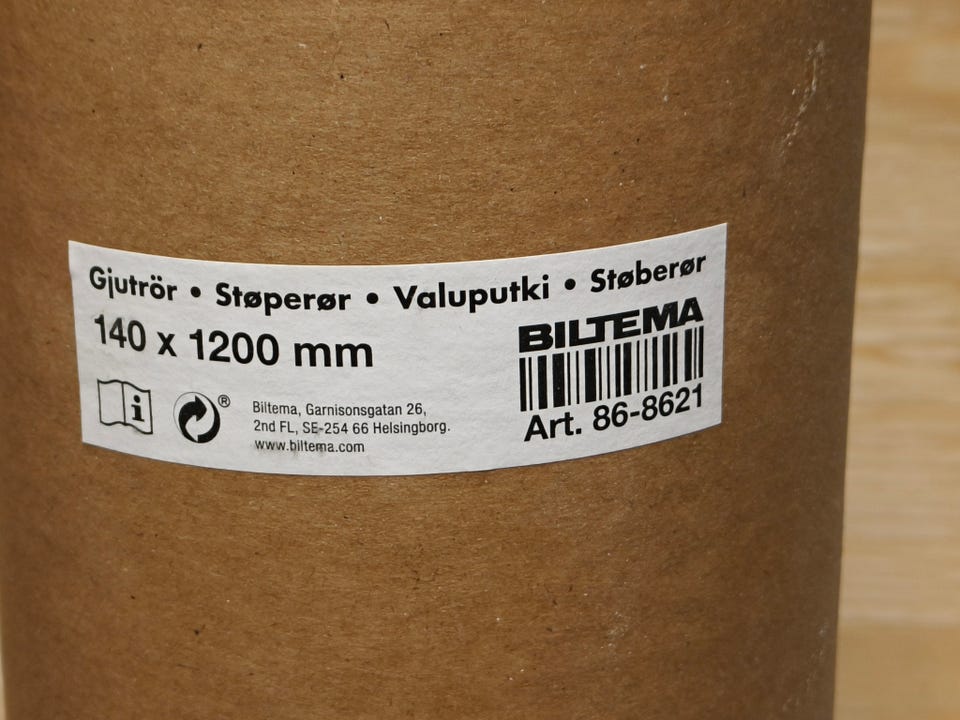 Gjutrör • Støperør • Valuputki • Støberør
140 x 1200 mm
BILTEMA
Art. 86-8621
i
®
Biltema, Garnisonsgatan 26,
2nd FL, SE-254 66 Helsingborg.
www.biltema.com